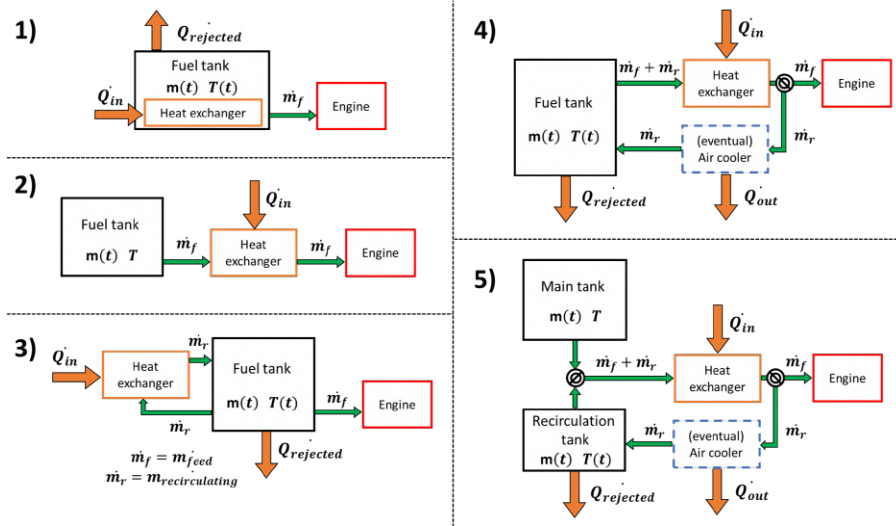 1)
Q̇rejected
Fuel tank
m(t) T(t)
Q̇in
Heat exchanger
ṁf
Engine
2)
Q̇in
Fuel tank
m(t) T
ṁf
Heat
exchanger
ṁf
Engine
3)
Q̇in
Heat
exchanger
ṁr
Fuel tank
m(t) T(t)
ṁr
ṁf
Engine
Q̇rejected
ṁf = ṁfeed
ṁr = ṁrecirculating
4)
Q̇in
Fuel tank
m(t) T(t)
ṁf + ṁr
Heat
exchanger
ṁf
Engine
ṁr
(eventual)
Air cooler
ṁr
Q̇rejected
Q̇out
5)
Main tank
m(t) T
Q̇in
ṁf + ṁr
Heat
exchanger
ṁf
Engine
Recirculation
tank
m(t) T(t)
ṁr
(eventual)
Air cooler
ṁr
Q̇rejected
Q̇out